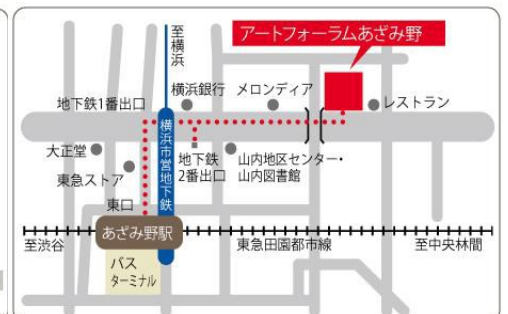 至横浜
アートフォーラムあざみ野
横浜銀行
メロンディア
地下鉄1番出口
レストラン
横浜市営地下鉄
大正堂
地下鉄
2番出口
山内地区センター・
山内図書館
東急ストア
東口
あざみ野駅
至渋谷
東急田園都市線
至中央林間
バス
ターミナル